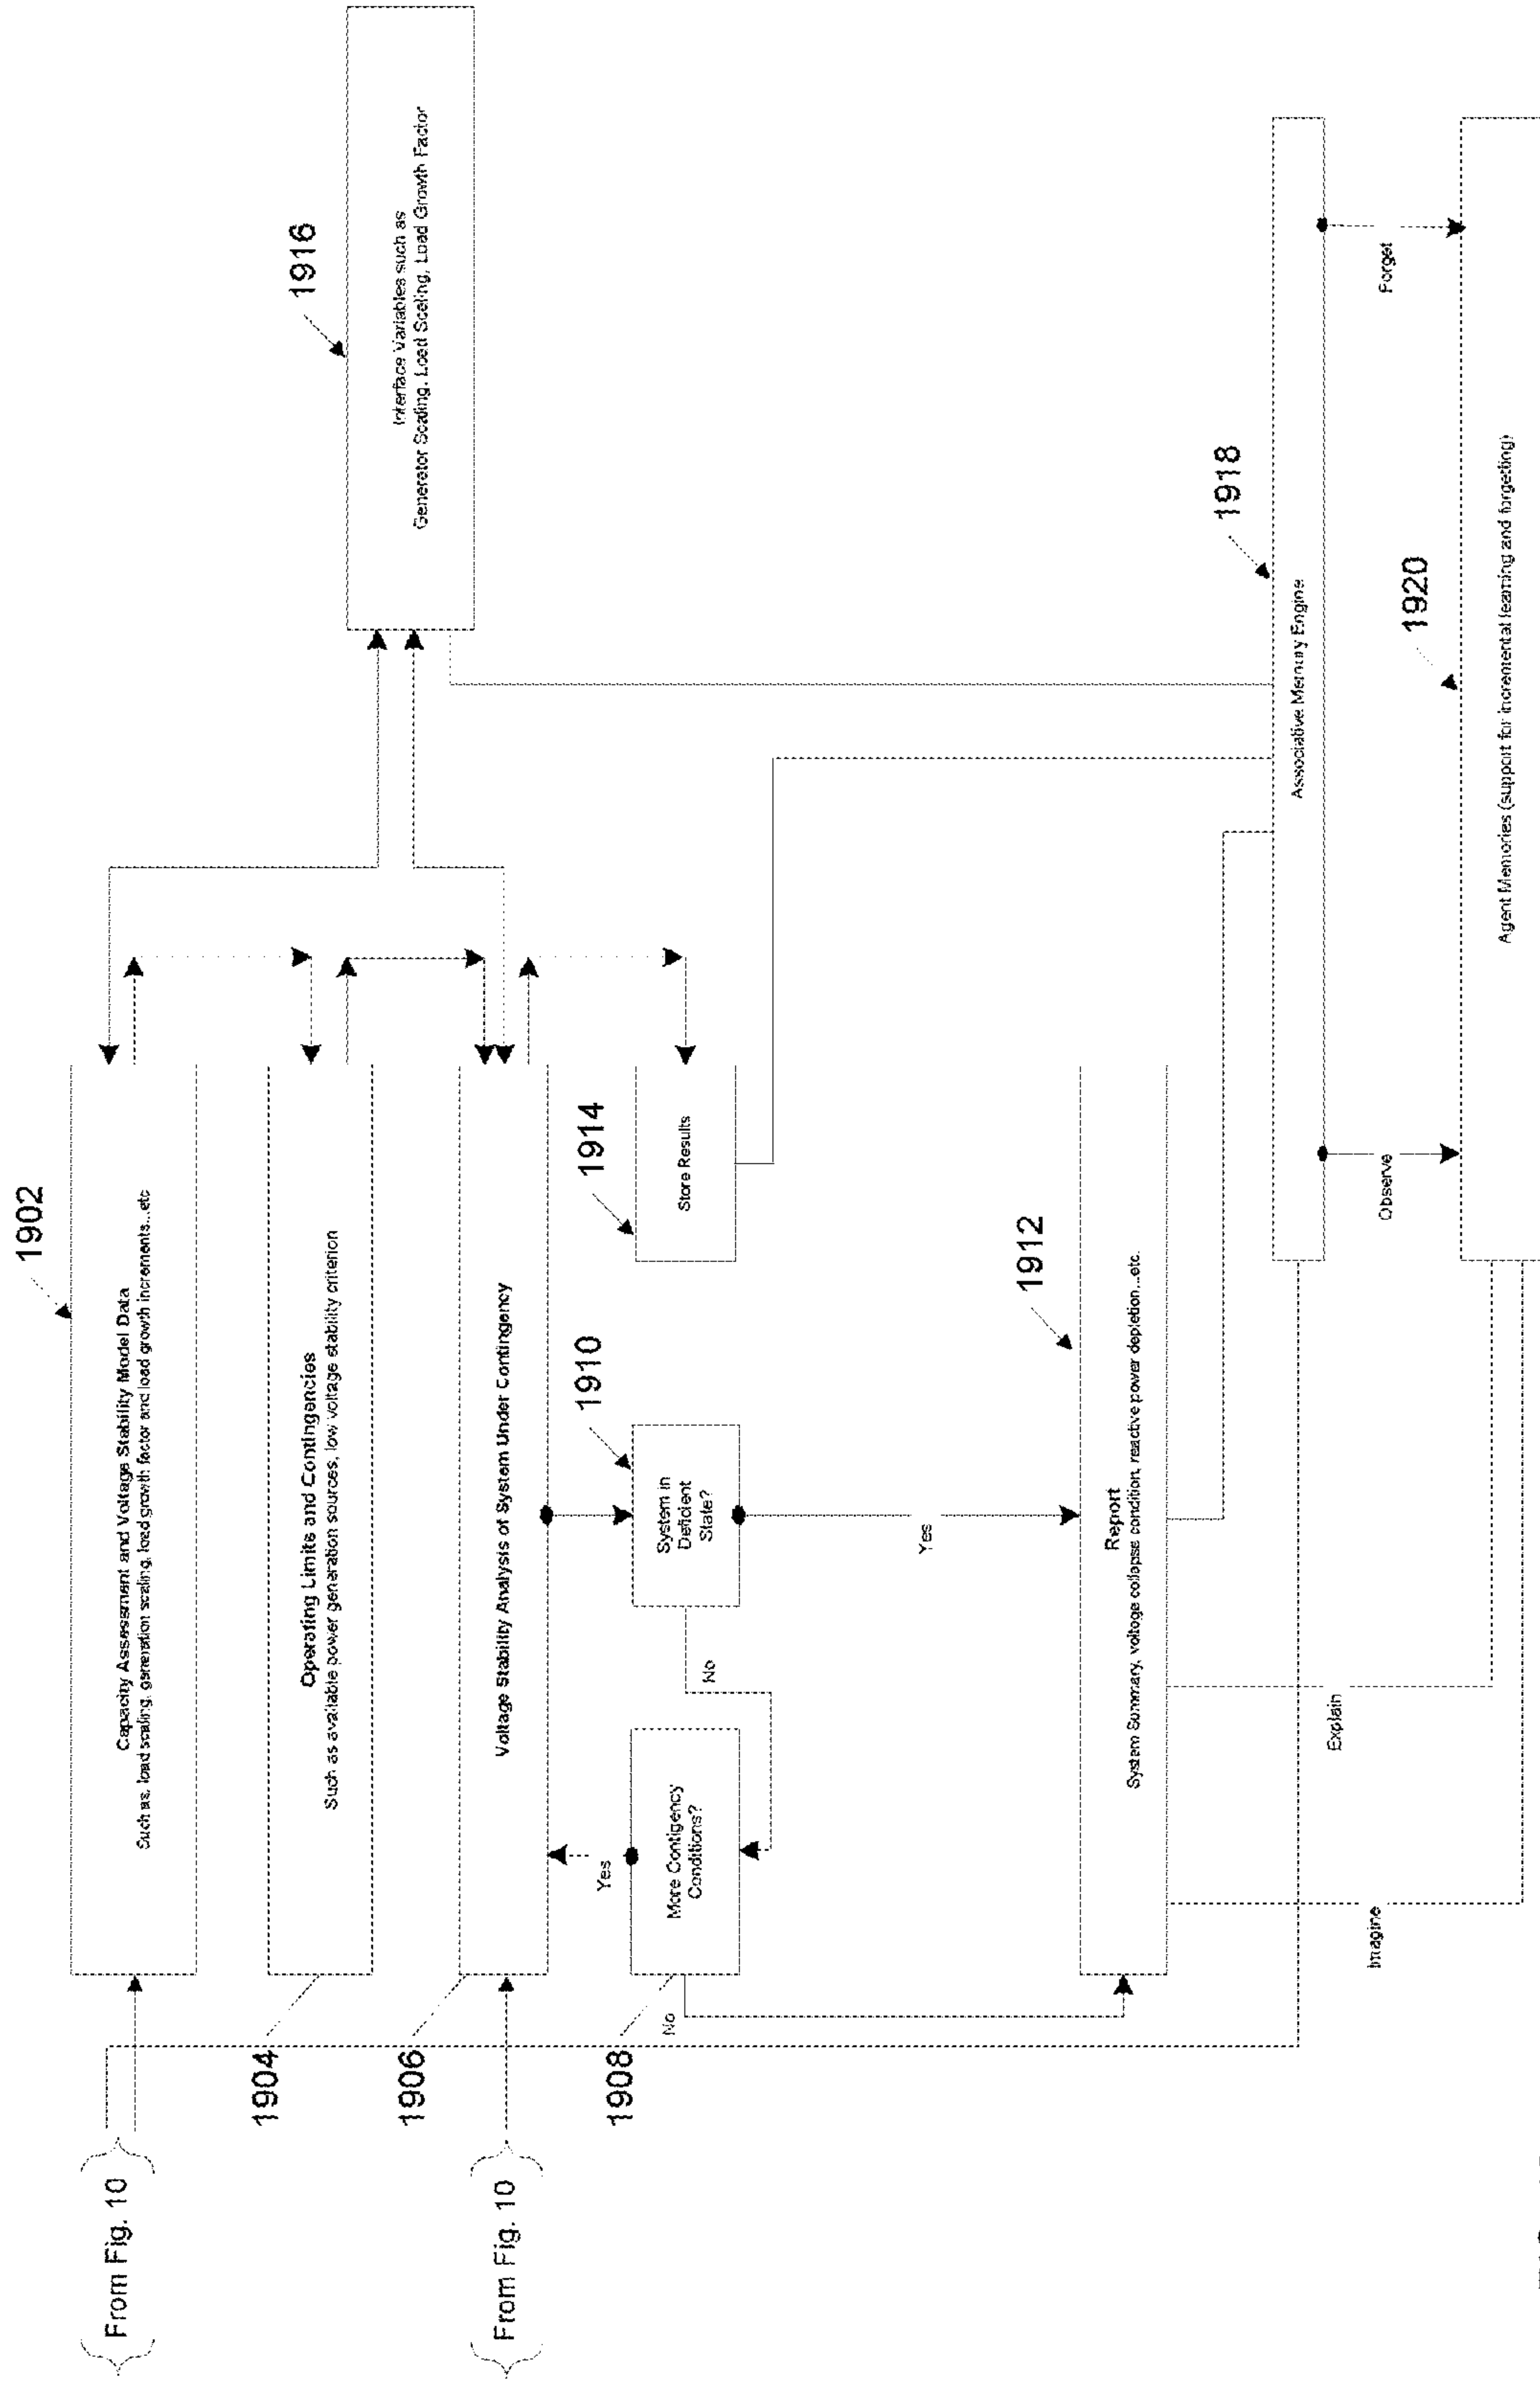 1902
Capacity Assessment and Voltage Stability Model Data
Such as, load scaling, generation scaling, load growth factor and load growth increments...etc
From Fig. 10
1904
Operating Limits and Contingencies
Such as available power generation sources, low voltage stability criterion
1906
Voltage Stability Analysis of System Under Contingency
From Fig. 10
1916
Interface Variables such as
Generator Scaling, Load Scaling, Load Growth Factor
1908
More Contigency
Conditions?
Yes
No
1910
System in
Deficient
State?
No
Yes
1914
Store Results
1912
Report
System Summary, voltage collapse condition, reactive power depletion...etc.
1918
Associative Memory Engine
Imagine
Explain
Observe
Forget
1920
Agent Memories (support for incremental learning and forgetting)